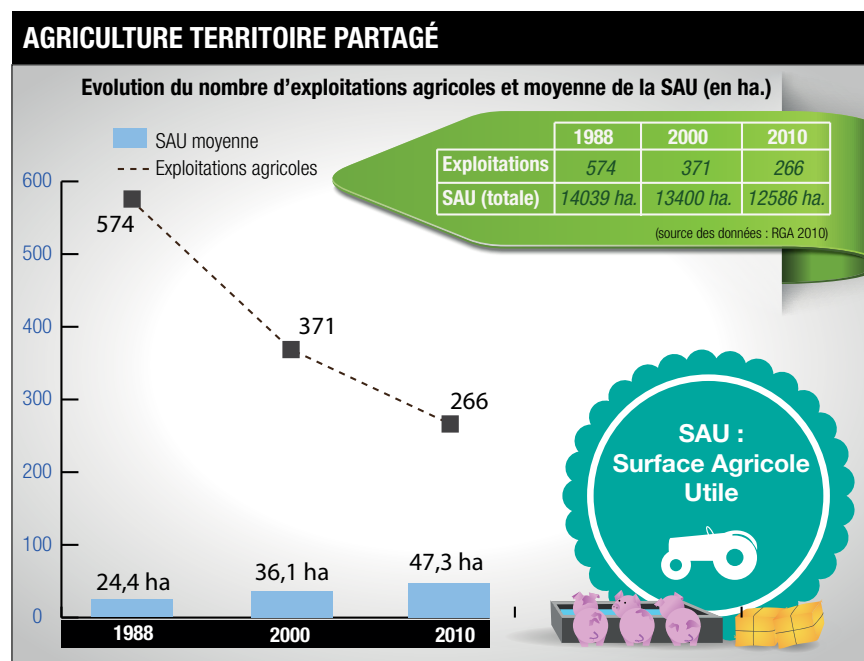 AGRICULTURE TERRITOIRE PARTAGÉ
Evolution du nombre d'exploitations agricoles et moyenne de la SAU (en ha.)
SAU moyenne
Exploitations agricoles
1988 2000 2010
Exploitations 574 371 266
SAU (totale) 14039 ha. 13400 ha. 12586 ha.
(source des données : RGA 2010)
600
574
500
400
371
300
266
200
100
0
24,4 ha
36,1 ha
47,3 ha
1988 2000 2010
SAU :
Surface Agricole
Utile